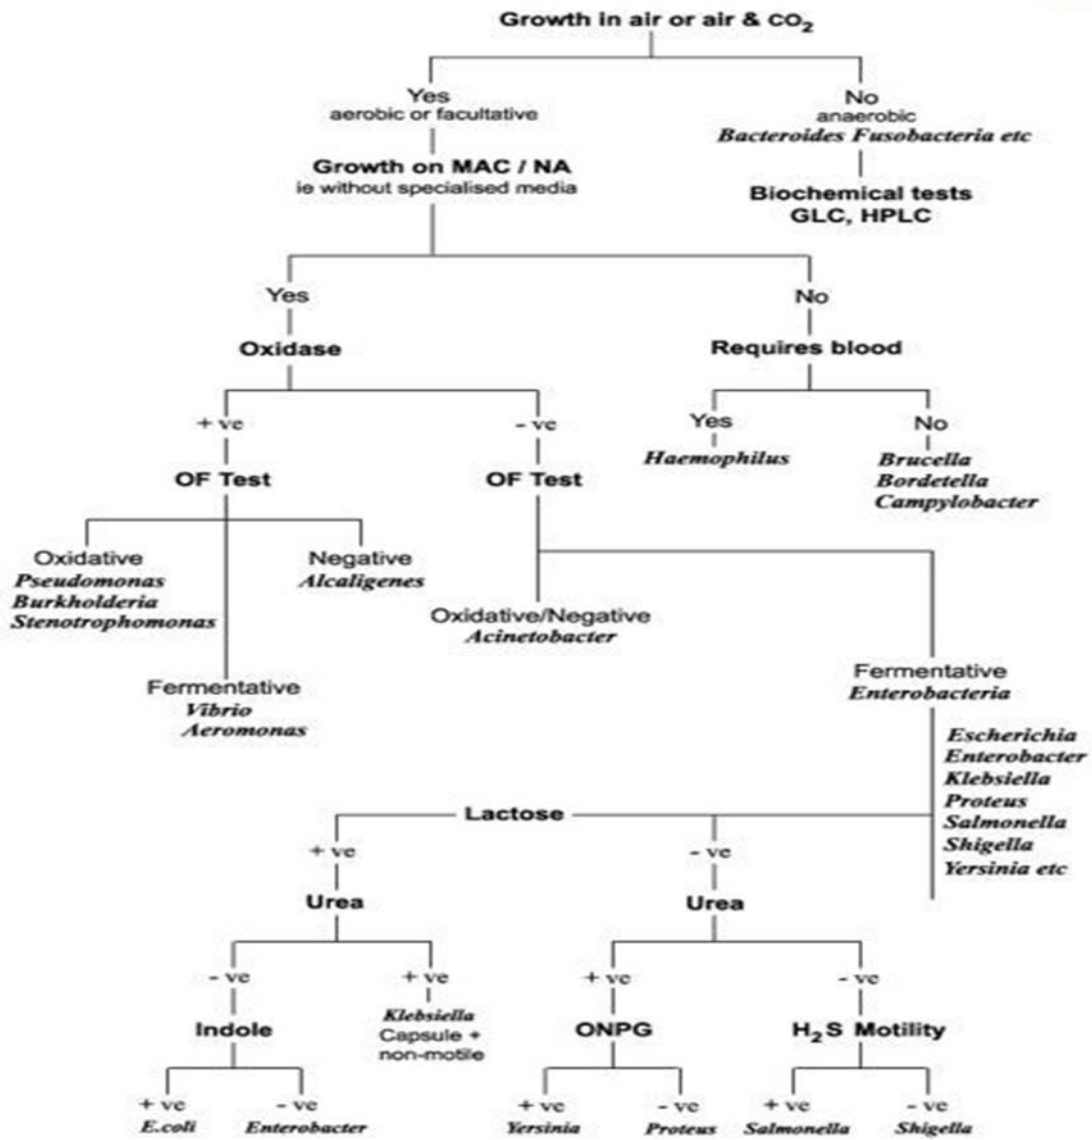 Growth in air or air & CO₂
Yes
aerobic or facultative
No
anaerobic
Bacteroides Fusobacteria etc
Growth on MAC / NA
ie without specialised media
Biochemical tests
GLC, HPLC
Yes
No
Oxidase
Requires blood
+ ve
- ve
Yes
No
Haemophilus
Brucella
Bordetella
Campylobacter
OF Test
OF Test
Oxidative
Pseudomonas
Burkholderia
Stenotrophomonas
Negative
Alcaligenes
Oxidative/Negative
Acinetobacter
Fermentative
Vibrio
Aeromonas
Fermentative
Enterobacteria
Escherichia
Enterobacter
Klebsiella
Proteus
Salmonella
Shigella
Yersinia etc
Lactose
+ ve
- ve
Urea
Urea
- ve
+ ve
+ ve
- ve
Indole
Klebsiella
Capsule +
non-motile
ONPG
H₂S Motility
+ ve
- ve
+ ve
- ve
+ ve
- ve
E.coli
Enterobacter
Yersinia
Proteus
Salmonella
Shigella